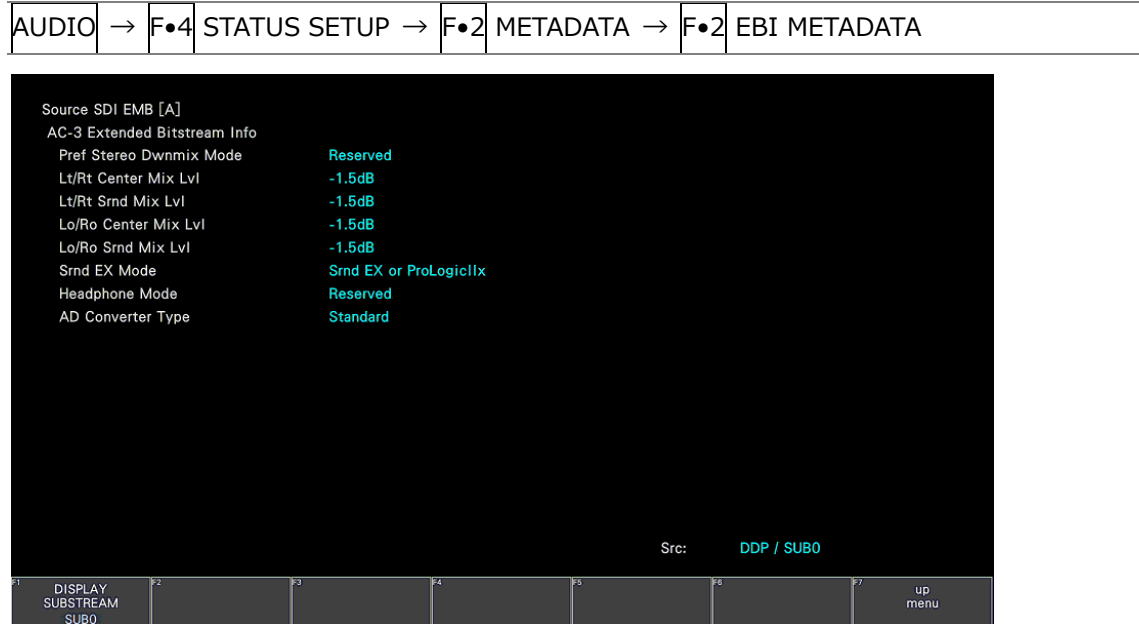 AUDIO → F•4 STATUS SETUP → F•2 METADATA → F•2 EBI METADATA
Source SDI EMB [A]
AC-3 Extended Bitstream Info
Pref Stereo Dwnmix Mode Reserved
Lt/Rt Center Mix Lvl -1.5dB
Lt/Rt Srnd Mix Lvl -1.5dB
Lo/Ro Center Mix Lvl -1.5dB
Lo/Ro Srnd Mix Lvl -1.5dB
Srnd EX Mode Srnd EX or ProLogicIIx
Headphone Mode Reserved
AD Converter Type Standard
Src: DDP / SUB0
F1 F2 F3 F4 F5 F6 F7
DISPLAY up
SUBSTREAM menu
SUB0